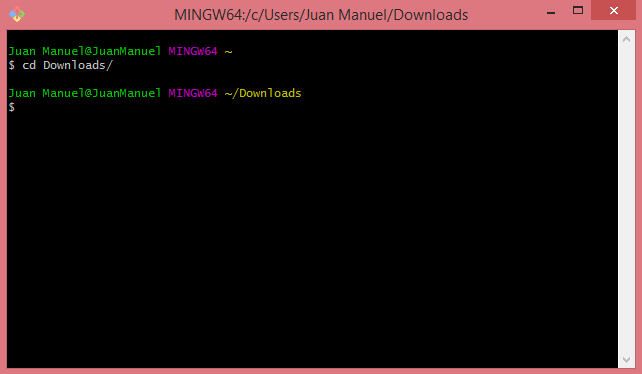 MINGW64:/c/Users/Juan Manuel/Downloads
Juan Manuel@JuanManuel MINGW64 ~
$ cd Downloads/
Juan Manuel@JuanManuel MINGW64 ~/Downloads
$